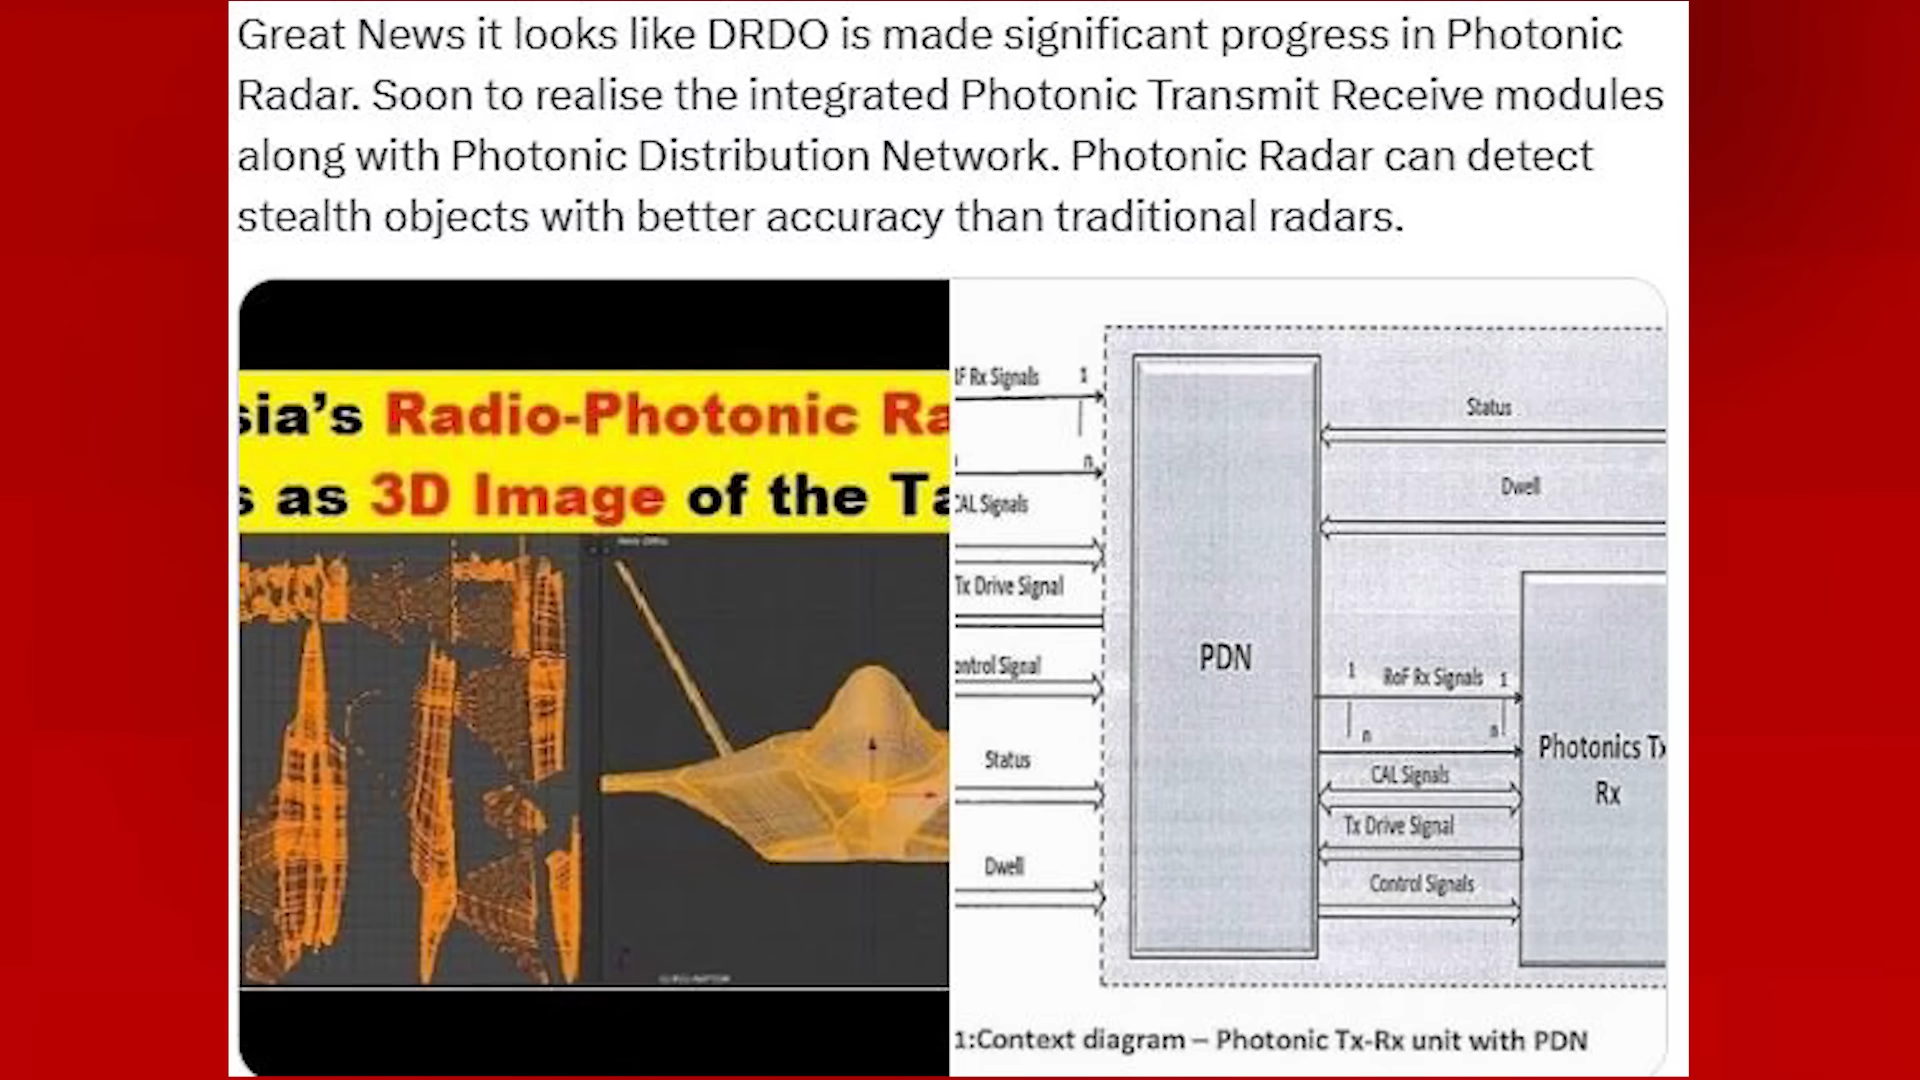 Great News it looks like DRDO is made significant progress in Photonic
Radar. Soon to realise the integrated Photonic Transmit Receive modules
along with Photonic Distribution Network. Photonic Radar can detect
stealth objects with better accuracy than traditional radars.
sia's Radio-Photonic Ra
s as 3D Image of the Ta
Rx Signals 1
n
CAL Signals
Tx Drive Signal
ontrol Signal
Status
Dwell
PDN
Status
Dwell
1 RoF Rx Signals 1
n n
CAL Signals
Tx Drive Signal
Control Signals
Photonics Tx
Rx
1:Context diagram – Photonic Tx-Rx unit with PDN